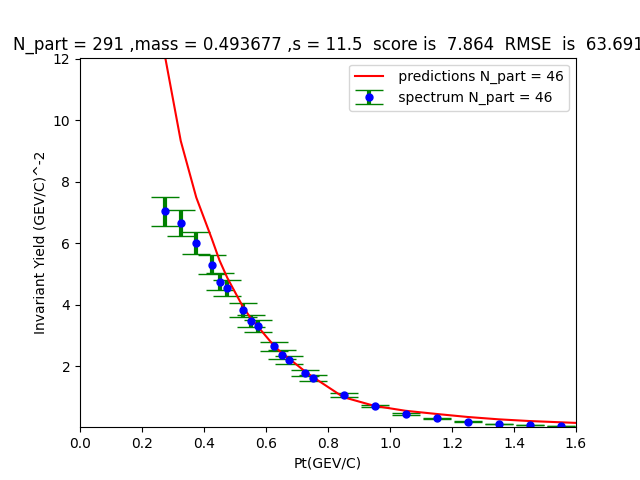 N_part = 291 ,mass = 0.493677 ,s = 11.5  score is  7.864  RMSE  is  63.691
predictions N_part = 46
spectrum N_part = 46
Invariant Yield (GEV/C)^-2
12
10
8
6
4
2
0.0 0.2 0.4 0.6 0.8 1.0 1.2 1.4 1.6
Pt(GEV/C)